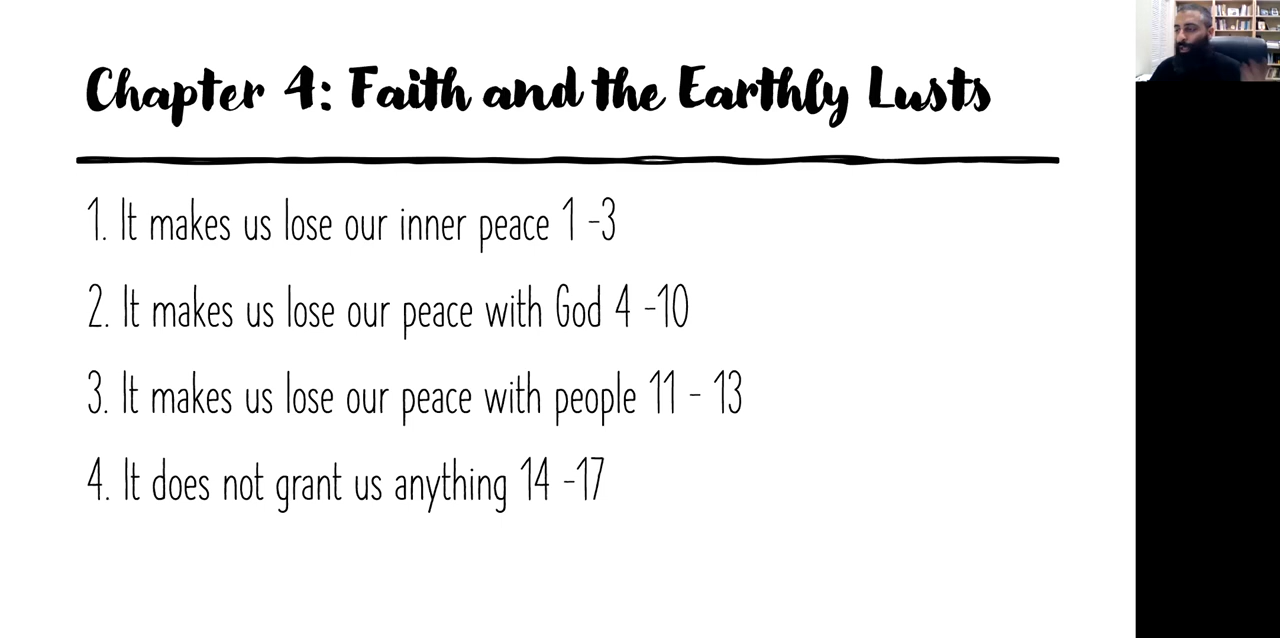 Chapter 4: Faith and the Earthly Lusts
1. It makes us lose our inner peace 1 -3
2. It makes us lose our peace with God 4 -10
3. It makes us lose our peace with people 11 - 13
4. It does not grant us anything 14 -17